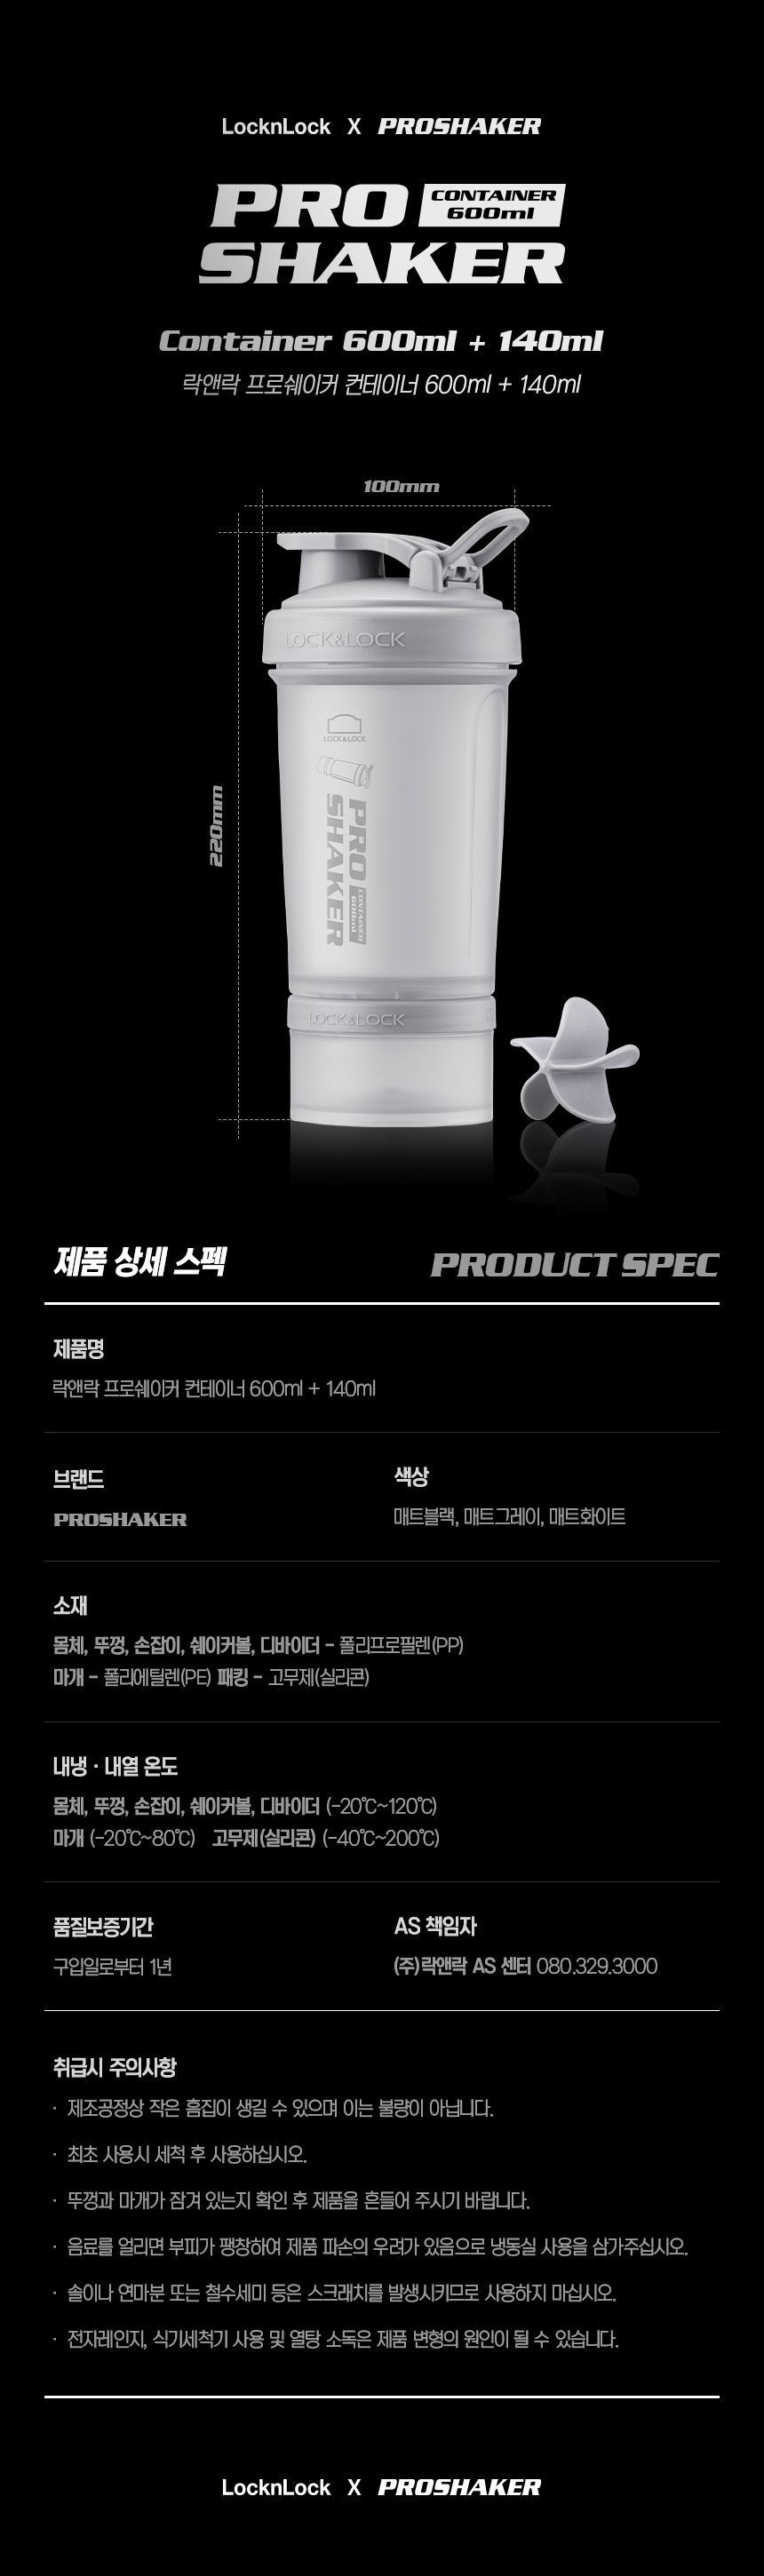 LocknLock X PROSHAKER
PRO CONTAINER 600ml
SHAKER
Container 600ml + 140ml
락앤락 프로쉐이커 컨테이너 600ml + 140ml
100mm
220mm
LOCK&LOCK
LOCK&LOCK
PRO SHAKER CONTAINER 600ml
LOCK&LOCK
제품 상세 스펙 PRODUCT SPEC
제품명
락앤락 프로쉐이커 컨테이너 600ml + 140ml
브랜드
PROSHAKER
색상
매트블랙, 매트그레이, 매트화이트
소재
몸체, 뚜껑, 손잡이, 쉐이커볼, 디바이더 - 폴리프로필렌(PP)
마개 - 폴리에틸렌(PE) 패킹 - 고무제(실리콘)
내냉 · 내열 온도
몸체, 뚜껑, 손잡이, 쉐이커볼, 디바이더 (-20℃~120℃)
마개 (-20℃~80℃) 고무제(실리콘) (-40℃~200℃)
품질보증기간
구입일로부터 1년
AS 책임자
(주)락앤락 AS 센터 080.329.3000
취급시 주의사항
· 제조공정상 작은 흠집이 생길 수 있으며 이는 불량이 아닙니다.
· 최초 사용시 세척 후 사용하십시오.
· 뚜껑과 마개가 잠겨 있는지 확인 후 제품을 흔들어 주시기 바랍니다.
· 음료를 얼리면 부피가 팽창하여 제품 파손의 우려가 있음으로 냉동실 사용을 삼가주십시오.
· 솔이나 연마분 또는 철수세미 등은 스크래치를 발생시키므로 사용하지 마십시오.
· 전자레인지, 식기세척기 사용 및 열탕 소독은 제품 변형의 원인이 될 수 있습니다.
LocknLock X PROSHAKER